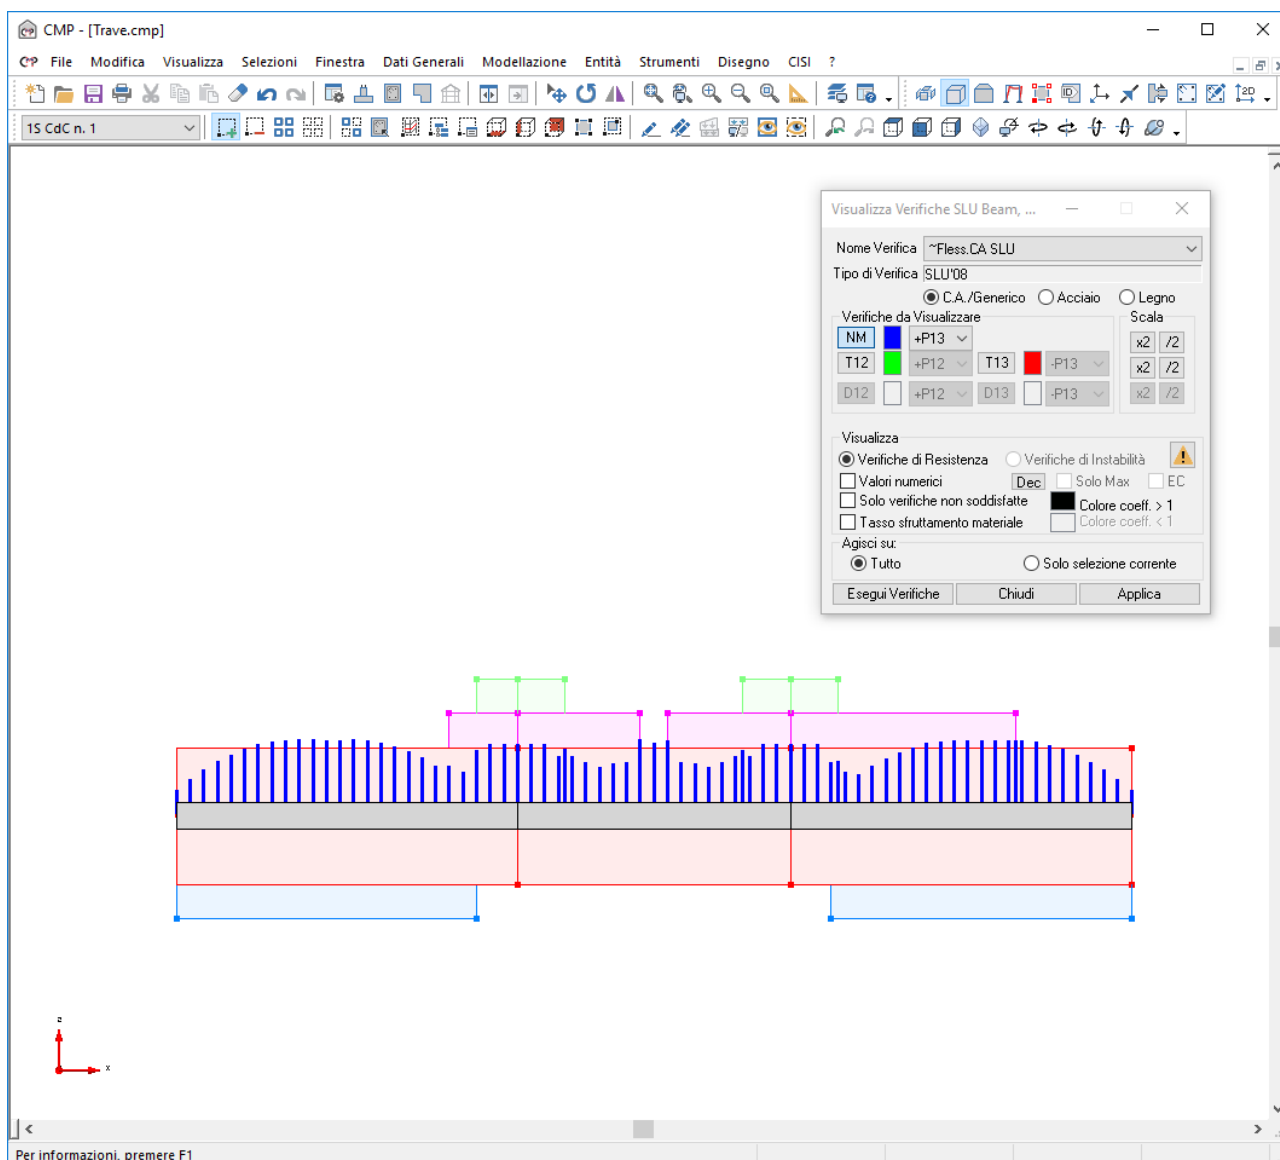 CMP - [Trave.cmp]
CMP File Modifica Visualizza Selezioni Finestra Dati Generali Modellazione Entità Strumenti Disegno CISI ?
1S CdC n. 1
Visualizza Verifiche SLU Beam, ...
Nome Verifica ~Fless.CA SLU
Tipo di Verifica SLU'08
C.A./Generico Acciaio Legno
Verifiche da Visualizzare Scala
NM +P13 x2 /2
T12 +P12 T13 -P13 x2 /2
D12 +P12 D13 -P13 x2 /2
Visualizza
Verifiche di Resistenza Verifiche di Instabilità
Valori numerici Dec Solo Max EC
Solo verifiche non soddisfatte Colore coeff. > 1
Tasso sfruttamento materiale Colore coeff. < 1
Agisci su:
Tutto Solo selezione corrente
Esegui Verifiche Chiudi Applica
z
x
Per informazioni, premere F1